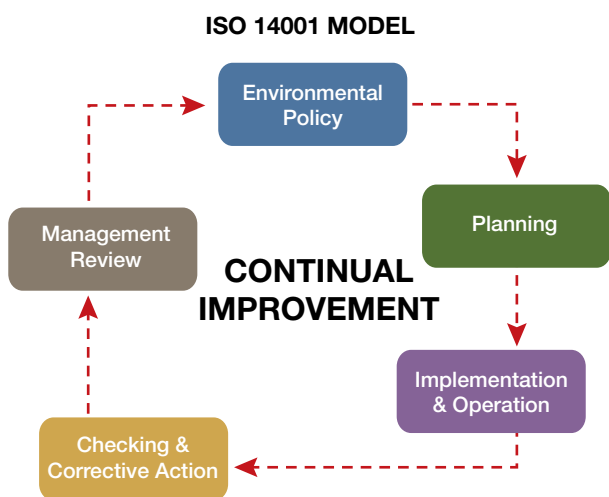 ISO 14001 MODEL
Environmental
Policy
Planning
Management
Review
CONTINUAL
IMPROVEMENT
Implementation
& Operation
Checking &
Corrective Action